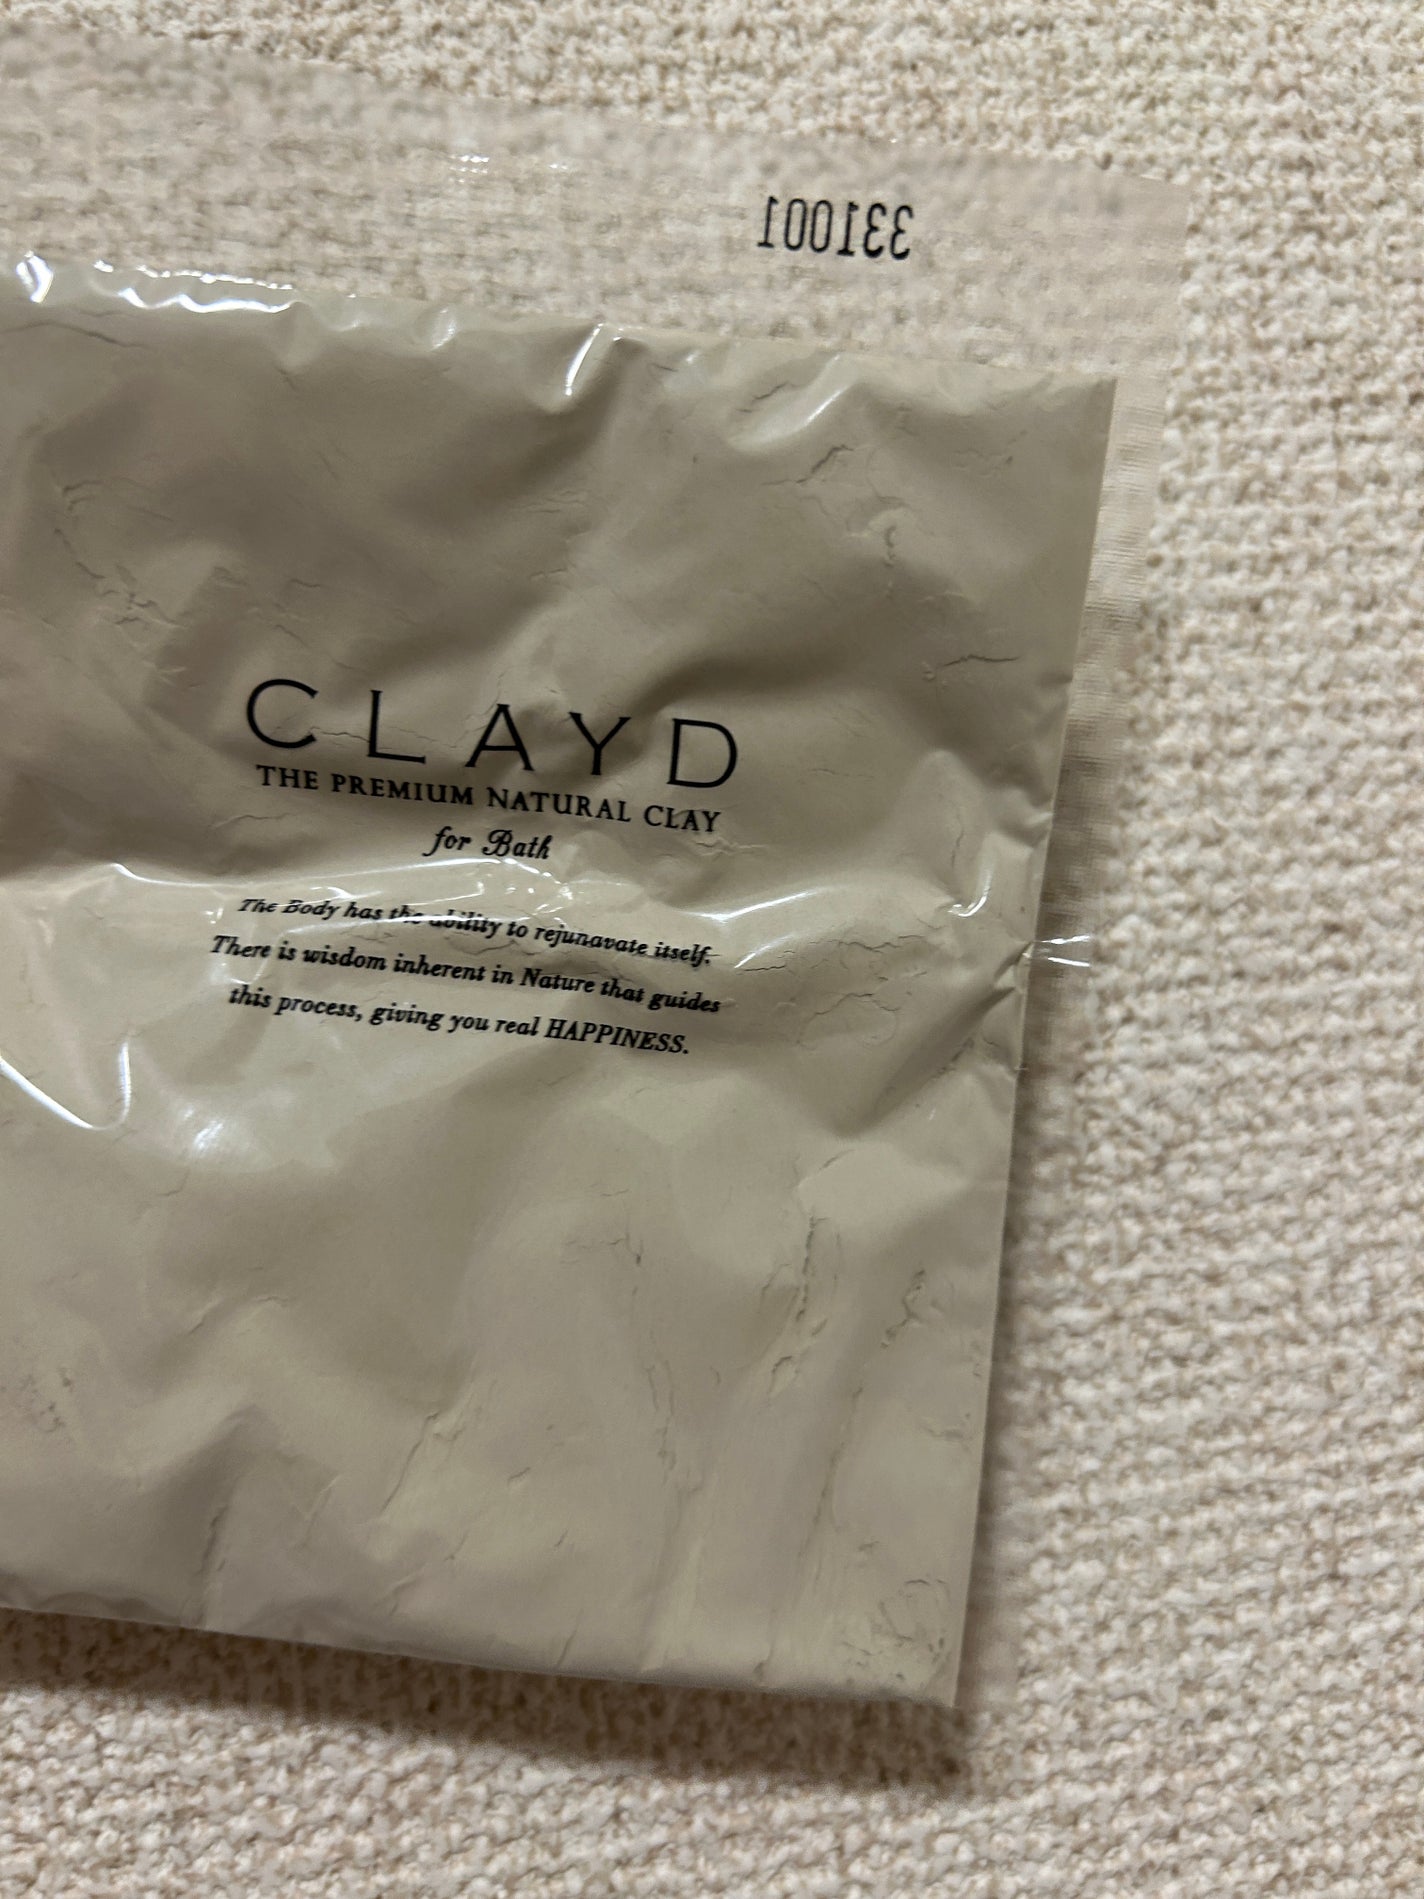 331001
CLAYD
THE PREMIUM NATURAL CLAY
for Bath
The Body has the ability to rejunavate itself.
There is wisdom inherent in Nature that guides
this process, giving you real HAPPINESS.